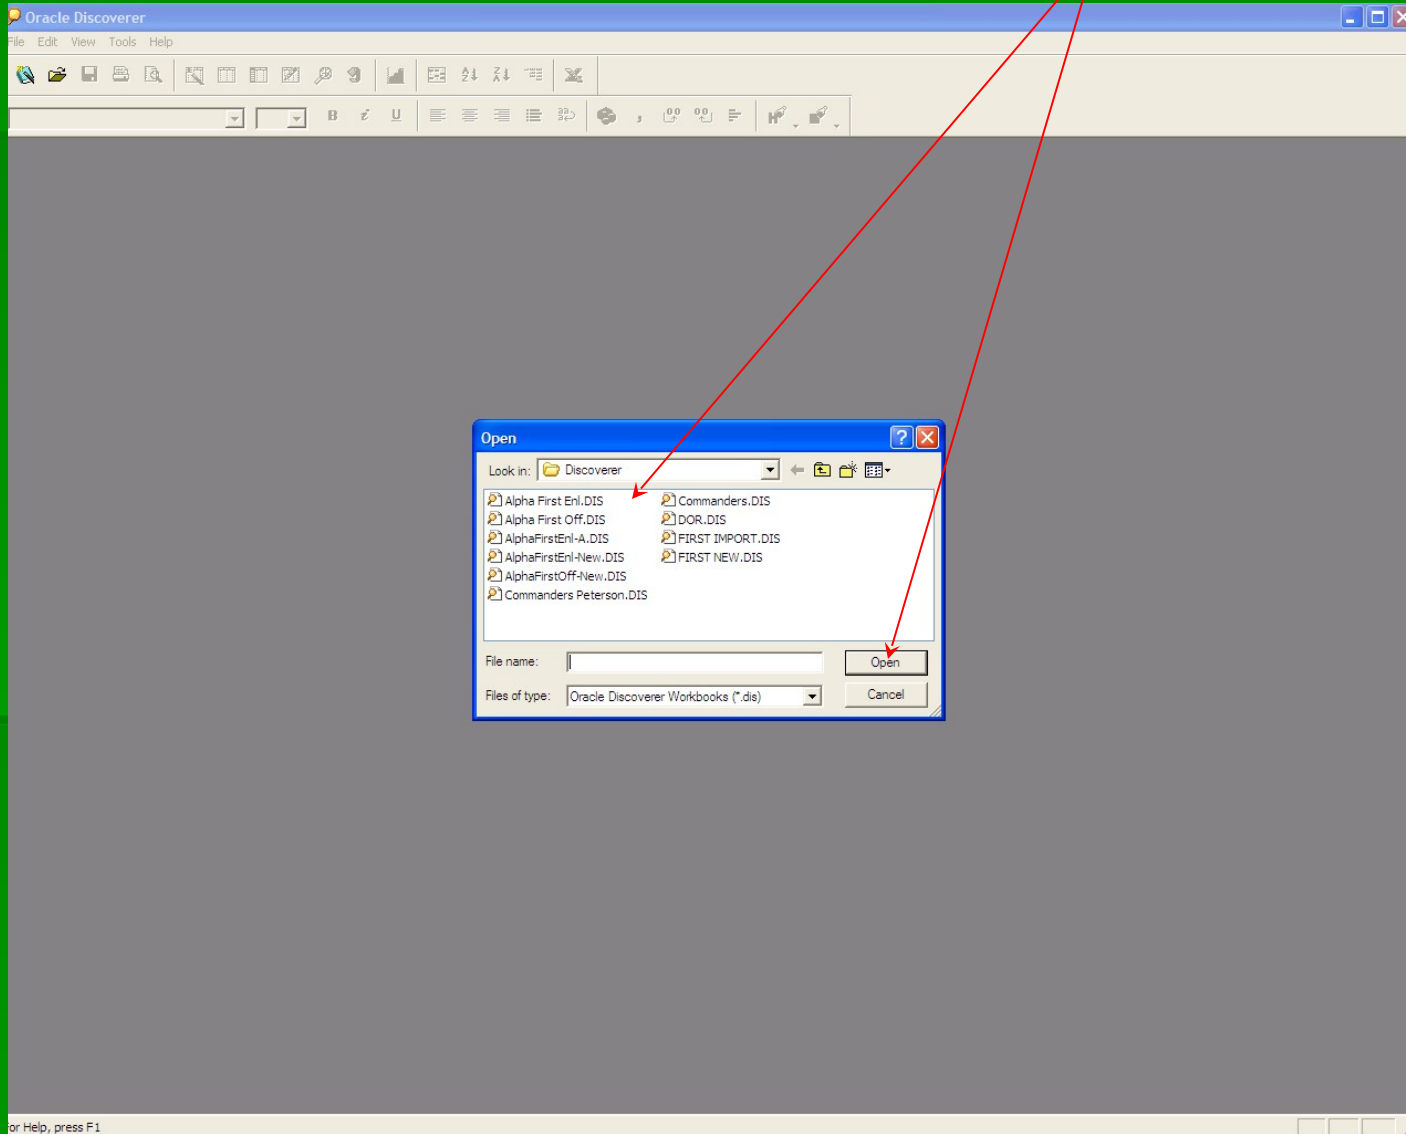 Oracle Discoverer
File Edit View Tools Help
B i U
Open
Look in: Discoverer
Alpha First Enl.DIS
Alpha First Off.DIS
AlphaFirstEnl-A.DIS
AlphaFirstEnl-New.DIS
AlphaFirstOff-New.DIS
Commanders Peterson.DIS
Commanders.DIS
DOR.DIS
FIRST IMPORT.DIS
FIRST NEW.DIS
File name:
Open
Files of type: Oracle Discoverer Workbooks (*.dis)
Cancel
For Help, press F1